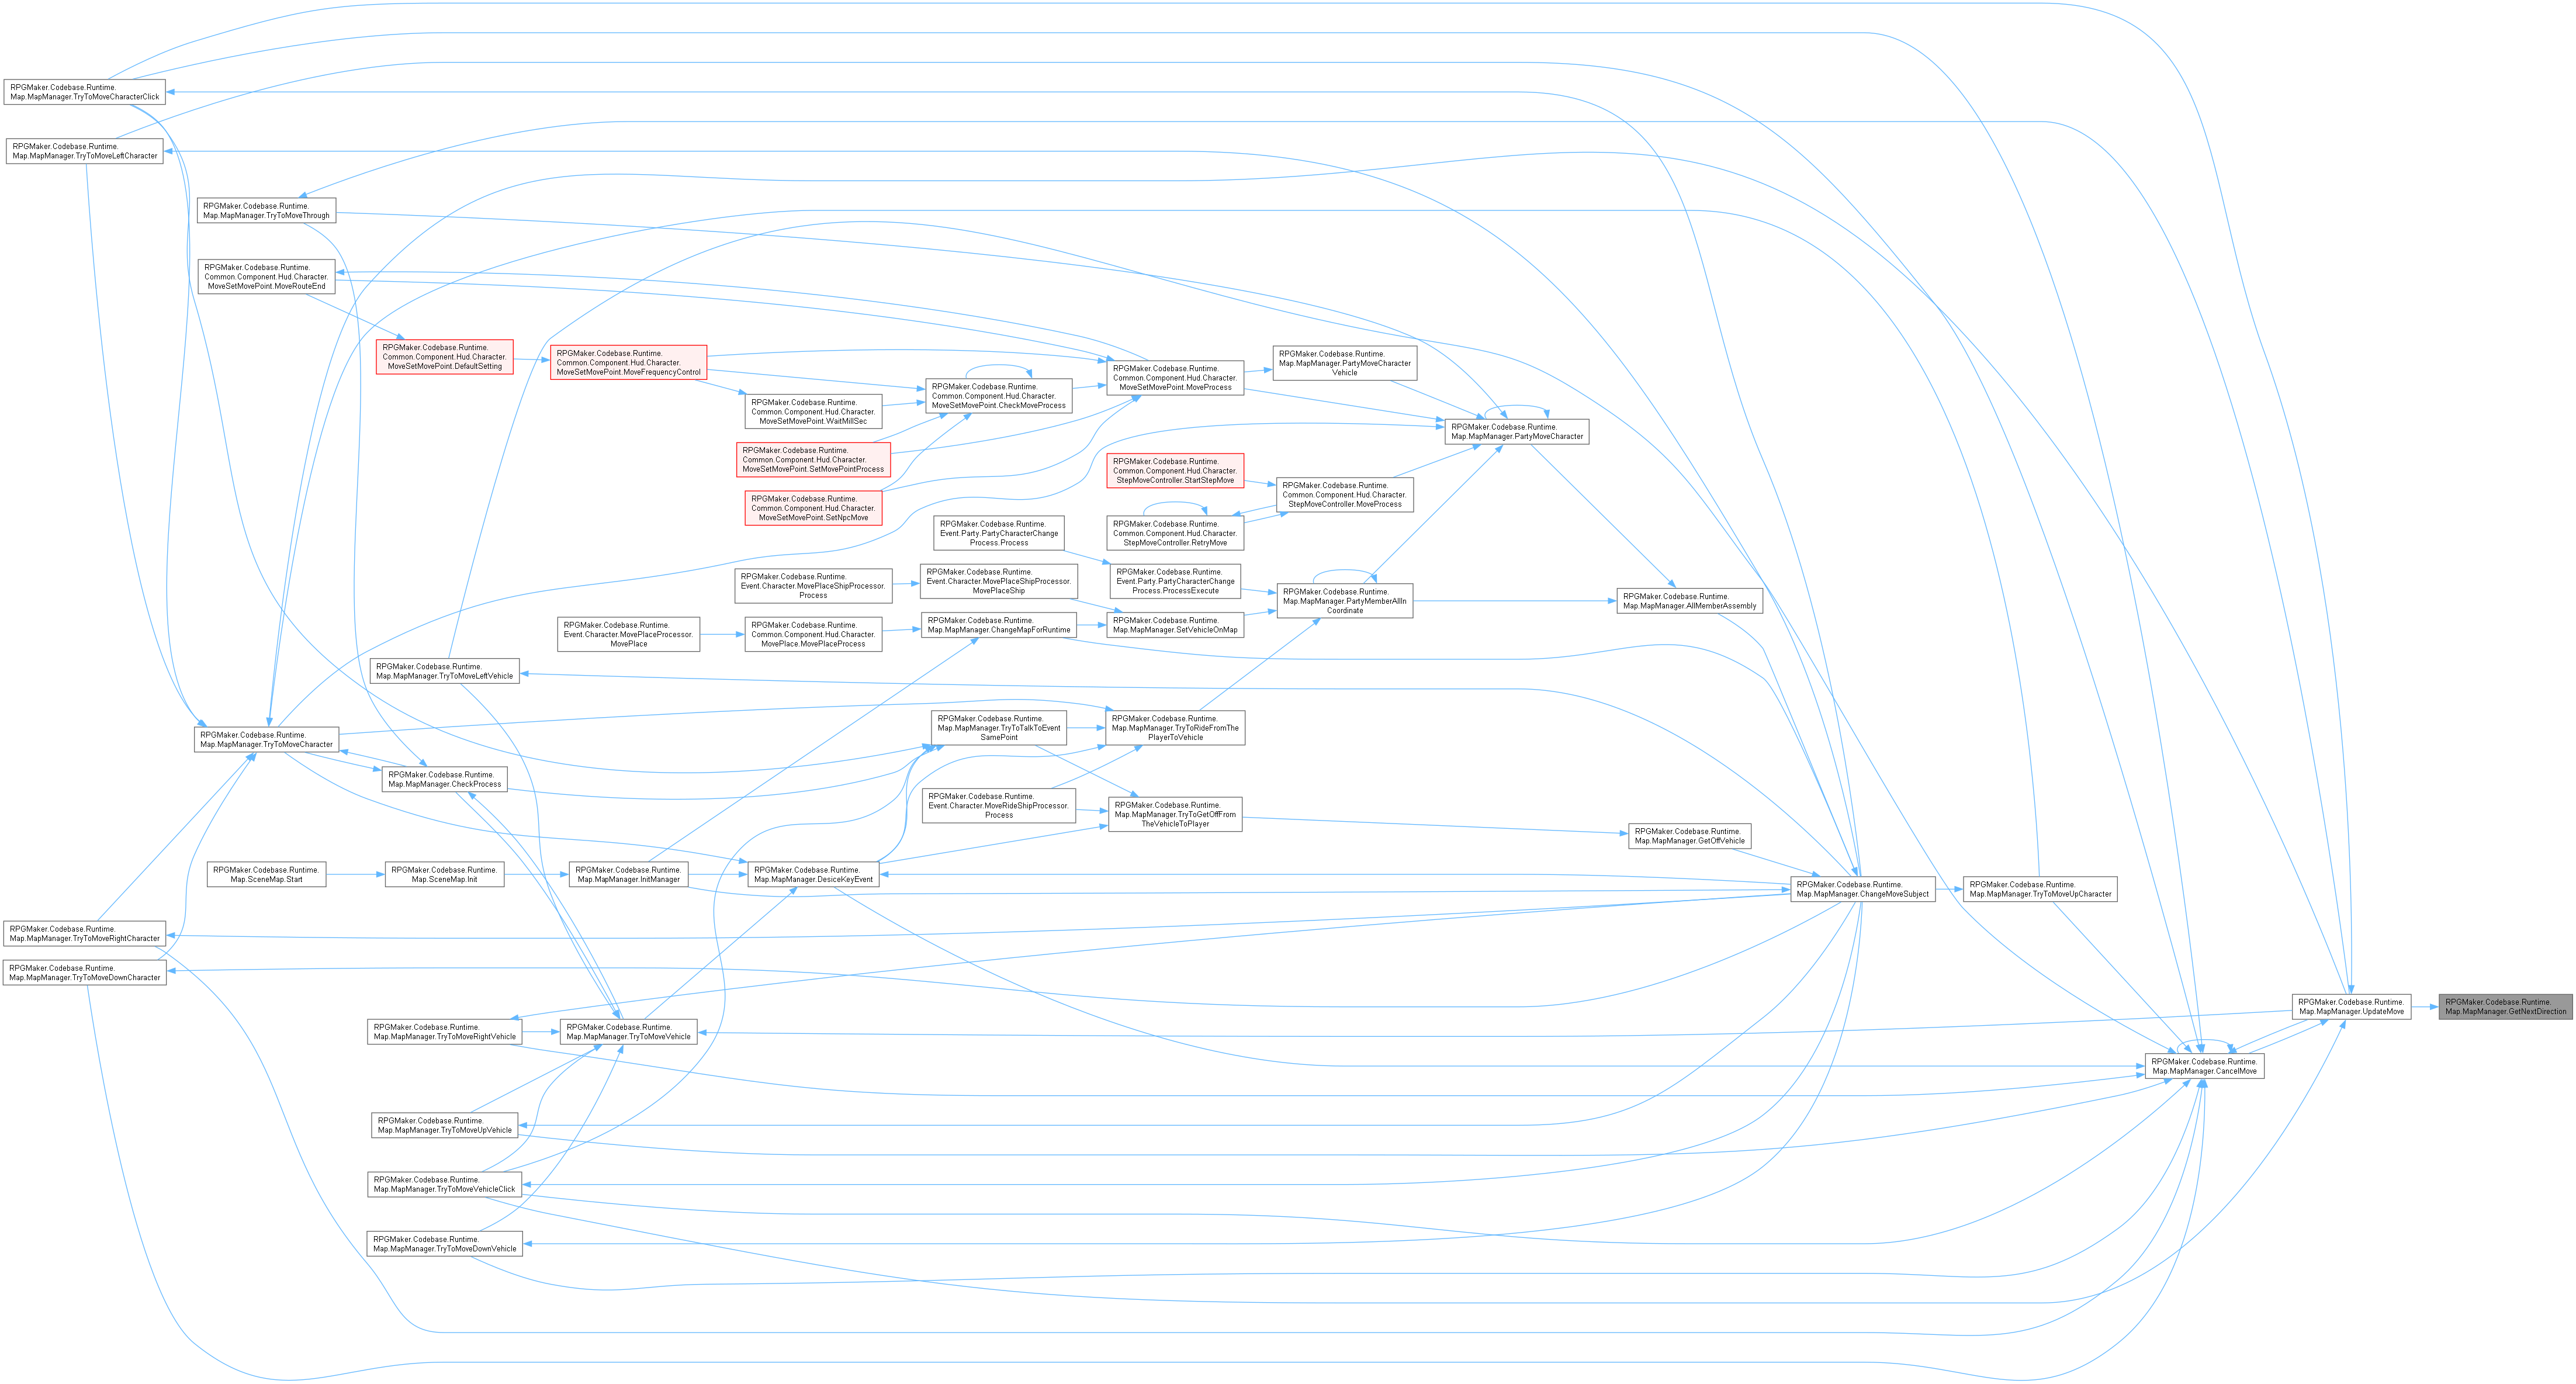 RPGMaker.Codebase.Runtime.
Map.MapManager.TryToMoveCharacterClick
RPGMaker.Codebase.Runtime.
Map.MapManager.TryToMoveLeftCharacter
RPGMaker.Codebase.Runtime.
Map.MapManager.TryToMoveThrough
RPGMaker.Codebase.Runtime.
Common.Component.Hud.Character.
MoveSetMovePoint.MoveRouteEnd
RPGMaker.Codebase.Runtime.
Common.Component.Hud.Character.
MoveSetMovePoint.DefaultSetting
RPGMaker.Codebase.Runtime.
Common.Component.Hud.Character.
MoveSetMovePoint.MoveFrequencyControl
RPGMaker.Codebase.Runtime.
Common.Component.Hud.Character.
MoveSetMovePoint.WaitMillSec
RPGMaker.Codebase.Runtime.
Common.Component.Hud.Character.
MoveSetMovePoint.CheckMoveProcess
RPGMaker.Codebase.Runtime.
Common.Component.Hud.Character.
MoveSetMovePoint.MoveProcess
RPGMaker.Codebase.Runtime.
Map.MapManager.PartyMoveCharacter
Vehicle
RPGMaker.Codebase.Runtime.
Map.MapManager.PartyMoveCharacter
RPGMaker.Codebase.Runtime.
Common.Component.Hud.Character.
MoveSetMovePoint.SetMovePointProcess
RPGMaker.Codebase.Runtime.
Common.Component.Hud.Character.
MoveSetMovePoint.SetNpcMove
RPGMaker.Codebase.Runtime.
Common.Component.Hud.Character.
StepMoveController.StartStepMove
RPGMaker.Codebase.Runtime.
Common.Component.Hud.Character.
StepMoveController.MoveProcess
RPGMaker.Codebase.Runtime.
Common.Component.Hud.Character.
StepMoveController.RetryMove
RPGMaker.Codebase.Runtime.
Event.Party.PartyCharacterChange
Process.Process
RPGMaker.Codebase.Runtime.
Event.Party.PartyCharacterChange
Process.ProcessExecute
RPGMaker.Codebase.Runtime.
Event.Character.MovePlaceShipProcessor.
Process
RPGMaker.Codebase.Runtime.
Event.Character.MovePlaceShipProcessor.
MovePlaceShip
RPGMaker.Codebase.Runtime.
Map.MapManager.PartyMemberAllIn
Coordinate
RPGMaker.Codebase.Runtime.
Map.MapManager.AllMemberAssembly
RPGMaker.Codebase.Runtime.
Event.Character.MovePlaceProcessor.
MovePlace
RPGMaker.Codebase.Runtime.
Common.Component.Hud.Character.
MovePlace.MovePlaceProcess
RPGMaker.Codebase.Runtime.
Map.MapManager.ChangeMapForRuntime
RPGMaker.Codebase.Runtime.
Map.MapManager.SetVehicleOnMap
RPGMaker.Codebase.Runtime.
Map.MapManager.TryToMoveLeftVehicle
RPGMaker.Codebase.Runtime.
Map.MapManager.TryToMoveCharacter
RPGMaker.Codebase.Runtime.
Map.MapManager.TryToTalkToEvent
SamePoint
RPGMaker.Codebase.Runtime.
Map.MapManager.TryToRideFromThe
PlayerToVehicle
RPGMaker.Codebase.Runtime.
Map.MapManager.CheckProcess
RPGMaker.Codebase.Runtime.
Event.Character.MoveRideShipProcessor.
Process
RPGMaker.Codebase.Runtime.
Map.MapManager.TryToGetOffFrom
TheVehicleToPlayer
RPGMaker.Codebase.Runtime.
Map.MapManager.GetOffVehicle
RPGMaker.Codebase.Runtime.
Map.SceneMap.Start
RPGMaker.Codebase.Runtime.
Map.SceneMap.Init
RPGMaker.Codebase.Runtime.
Map.MapManager.InitManager
RPGMaker.Codebase.Runtime.
Map.MapManager.DesiceKeyEvent
RPGMaker.Codebase.Runtime.
Map.MapManager.ChangeMoveSubject
RPGMaker.Codebase.Runtime.
Map.MapManager.TryToMoveUpCharacter
RPGMaker.Codebase.Runtime.
Map.MapManager.TryToMoveRightCharacter
RPGMaker.Codebase.Runtime.
Map.MapManager.TryToMoveDownCharacter
RPGMaker.Codebase.Runtime.
Map.MapManager.TryToMoveRightVehicle
RPGMaker.Codebase.Runtime.
Map.MapManager.TryToMoveVehicle
RPGMaker.Codebase.Runtime.
Map.MapManager.UpdateMove
RPGMaker.Codebase.Runtime.
Map.MapManager.GetNextDirection
RPGMaker.Codebase.Runtime.
Map.MapManager.CancelMove
RPGMaker.Codebase.Runtime.
Map.MapManager.TryToMoveUpVehicle
RPGMaker.Codebase.Runtime.
Map.MapManager.TryToMoveVehicleClick
RPGMaker.Codebase.Runtime.
Map.MapManager.TryToMoveDownVehicle